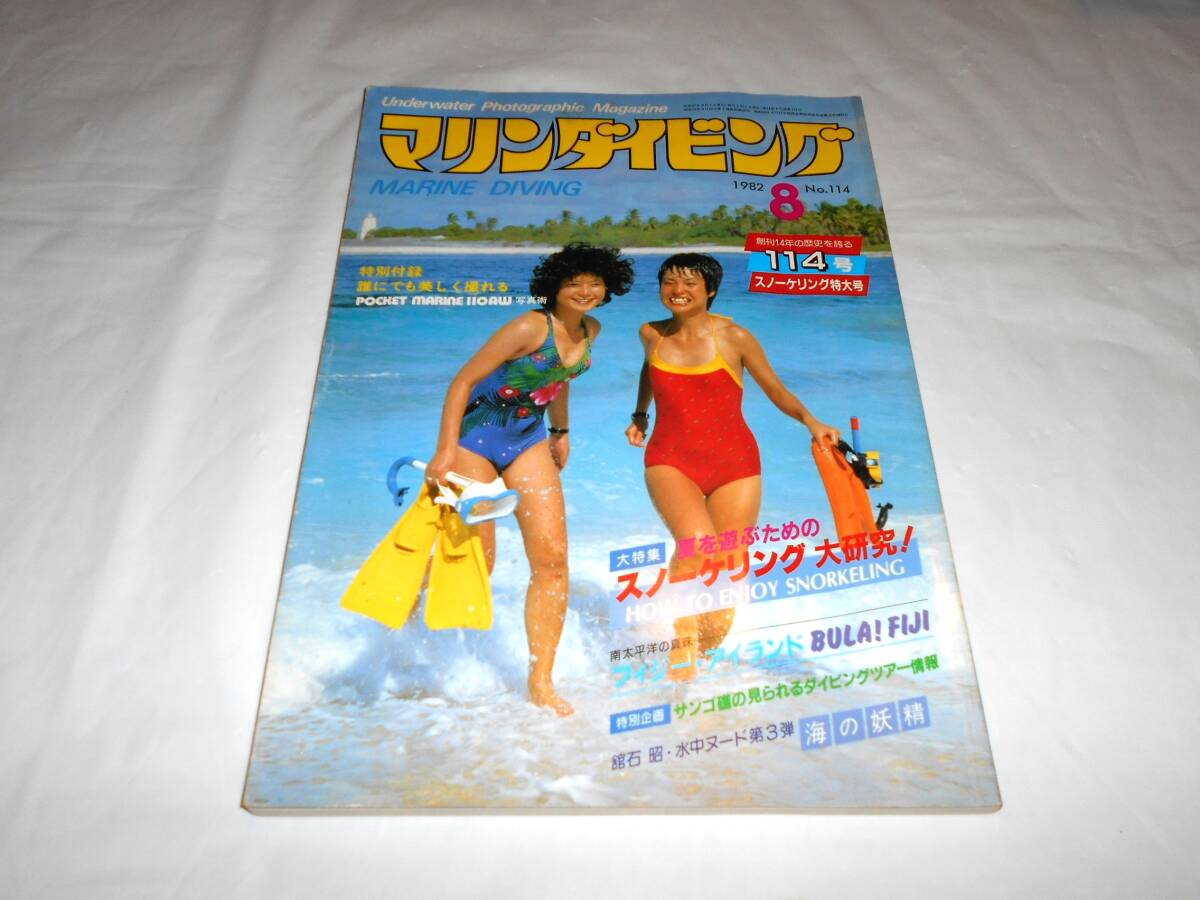 Underwater Photographic Magazine
マリンダイビング
MARINE DIVING
1982 8 No.114
創刊14年の歴史を誇る
114号
スノーケリング特大号
特別付録
誰にでも美しく撮れる
POCKET MARINE 110AW 写真術
大特集 夏を遊ぶための
スノーケリング 大研究!
HOW TO ENJOY SNORKELING
南太平洋の真珠
フィジー・アイランド BULA! FIJI
特別企画 サンゴ礁の見られるダイビングツアー情報
舘石 昭・水中ヌード第3弾 海の妖精